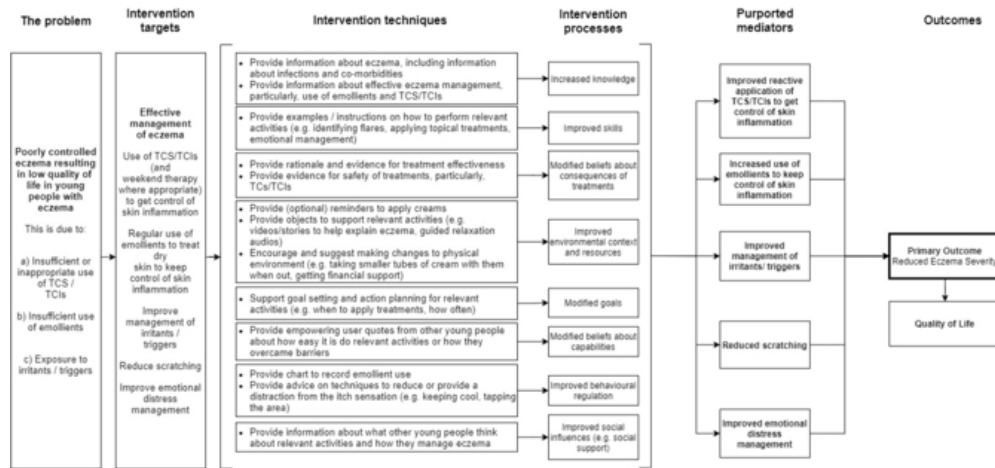 The problem
Intervention
targets
Intervention techniques
Intervention
processes
Purported
mediators
Outcomes
Poorly controlled
eczema resulting
in low quality of
life in young
people with
eczema
This is due to:
a) Insufficient or
inappropriate use
of TCS /
TCIs
b) Insufficient use
of emollients
c) Exposure to
irritants / triggers
Effective
management
of eczema
Use of TCS/TCIs
(and
weekend therapy
where appropriate)
to get control of
skin inflammation
Regular use of
emollients to treat
dry
skin to keep
control of skin
inflammation
Improve
management of
irritants /
triggers
Reduce scratching
Improve emotional
distress
management
• Provide information about eczema, including information
about infections and co-morbidities
• Provide information about effective eczema management,
particularly, use of emollients and TCS/TCIs
• Provide examples / instructions on how to perform relevant
activities (e.g. identifying flares, applying topical treatments,
emotional management)
• Provide rationale and evidence for treatment effectiveness
• Provide evidence for safety of treatments, particularly,
TCs/TCIs
• Provide (optional) reminders to apply creams
• Provide objects to support relevant activities (e.g.
videos/stories to help explain eczema, guided relaxation
audios)
• Encourage and suggest making changes to physical
environment (e.g. taking smaller tubes of cream with them
when out, getting financial support)
• Support goal setting and action planning for relevant
activities (e.g. when to apply treatments, how often)
• Provide empowering user quotes from other young people
about how easy it is do relevant activities or how they
overcame barriers
• Provide chart to record emollient use
• Provide advice on techniques to reduce or provide a
distraction from the itch sensation (e.g. keeping cool, tapping
the area)
• Provide information about what other young people think
about relevant activities and how they manage eczema
Increased knowledge
Improved skills
Modified beliefs about
consequences of
treatments
Improved
environmental context
and resources
Modified goals
Modified beliefs about
capabilities
Improved behavioural
regulation
Improved social
influences (e.g. social
support)
Improved reactive
application of
TCS/TCIs to get
control of skin
inflammation
Increased use of
emollients to keep
control of skin
inflammation
Improved
management of
irritants/ triggers
Reduced scratching
Improved emotional
distress
management
Primary Outcome
Reduced Eczema Severity
Quality of Life